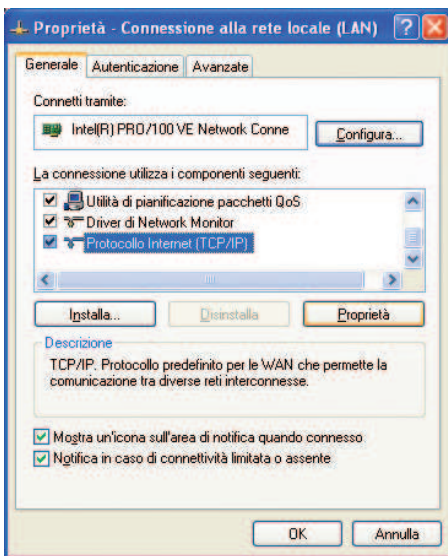 Proprietà - Connessione alla rete locale (LAN)
Generale Autenticazione Avanzate
Connetti tramite:
Intel(R) PRO/100 VE Network Conne
Configura...
La connessione utilizza i componenti seguenti:
Utilità di pianificazione pacchetti QoS
Driver di Network Monitor
Protocollo Internet (TCP/IP)
Installa... Disinstalla Proprietà
Descrizione
TCP/IP. Protocollo predefinito per le WAN che permette la
comunicazione tra diverse reti interconnesse.
Mostra un'icona sull'area di notifica quando connesso
Notifica in caso di connettività limitata o assente
OK Annulla